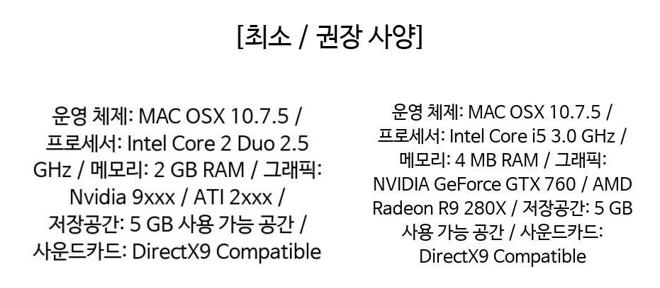 [최소 / 권장 사양]
운영 체제: MAC OSX 10.7.5 /
프로세서: Intel Core 2 Duo 2.5
GHz / 메모리: 2 GB RAM / 그래픽:
Nvidia 9xxx / ATI 2xxx /
저장공간: 5 GB 사용 가능 공간 /
사운드카드: DirectX9 Compatible
운영 체제: MAC OSX 10.7.5 /
프로세서: Intel Core i5 3.0 GHz /
메모리: 4 MB RAM / 그래픽:
NVIDIA GeForce GTX 760 / AMD
Radeon R9 280X / 저장공간: 5 GB
사용 가능 공간 / 사운드카드:
DirectX9 Compatible